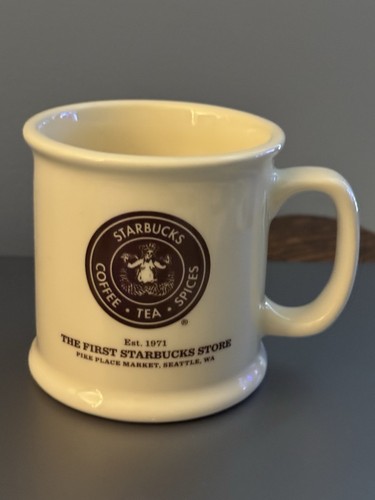 STARBUCKS
COFFEE • TEA • SPICES
®
Est. 1971
THE FIRST STARBUCKS STORE
PIKE PLACE MARKET, SEATTLE, WA